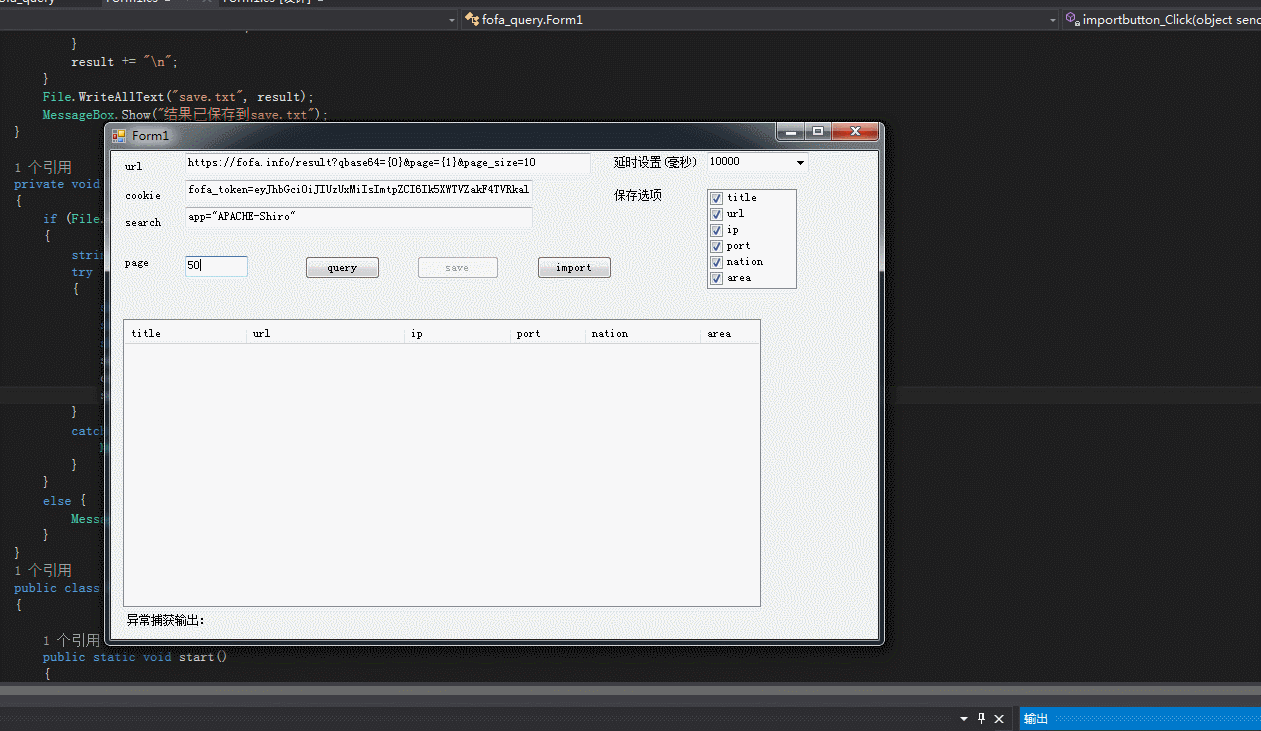 fofa_query.Form1
importbutton_Click(object send
}
result += "\n";
}
File.WriteAllText("save.txt", result);
MessageBox.Show("结果已保存到save.txt");
}
1 个引用
private void
{
if (File.
{
try
{
}
}
}
else {
}
}
1 个引用
public class
{
1 个引用
public static void start()
{
Form1
url
https://fofa.info/result?qbase64={0}&page={1}&page_size=10
延时设置(毫秒)
10000
cookie
保存选项
search
app="APACHE-Shiro"
title
url
ip
port
nation
area
page
50
query
save
import
title url ip port nation area
异常捕获输出:
输出